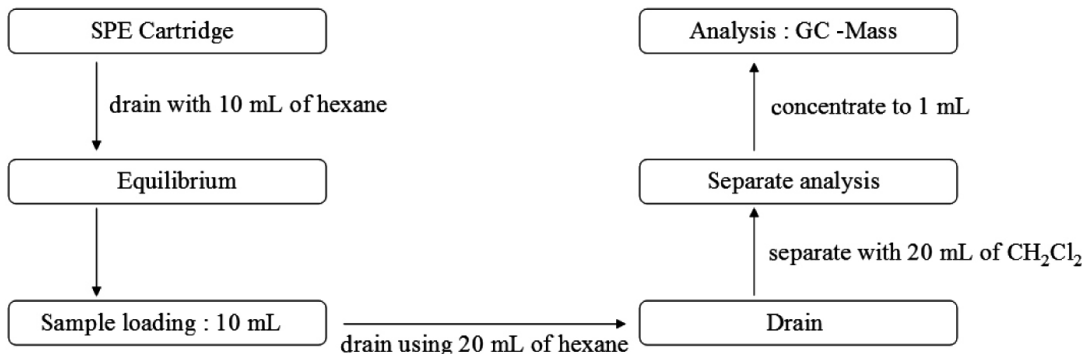 SPE Cartridge
drain with 10 mL of hexane
Equilibrium
Sample loading : 10 mL
drain using 20 mL of hexane
Drain
separate with 20 mL of CH₂Cl₂
Separate analysis
concentrate to 1 mL
Analysis : GC -Mass